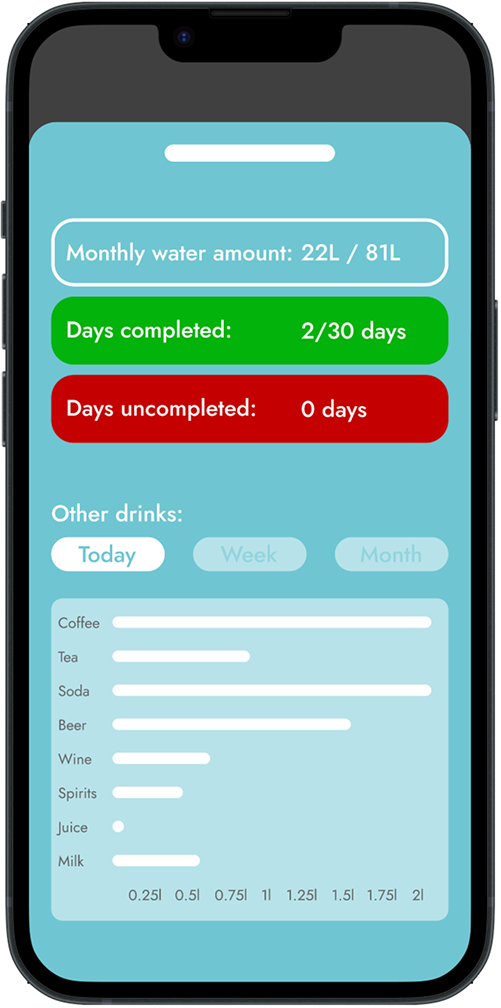 Monthly water amount: 22L / 81L
Days completed: 2/30 days
Days uncompleted: 0 days
Other drinks:
Today Week Month
Coffee
Tea
Soda
Beer
Wine
Spirits
Juice
Milk
0.25l 0.5l 0.75l 1l 1.25l 1.5l 1.75l 2l